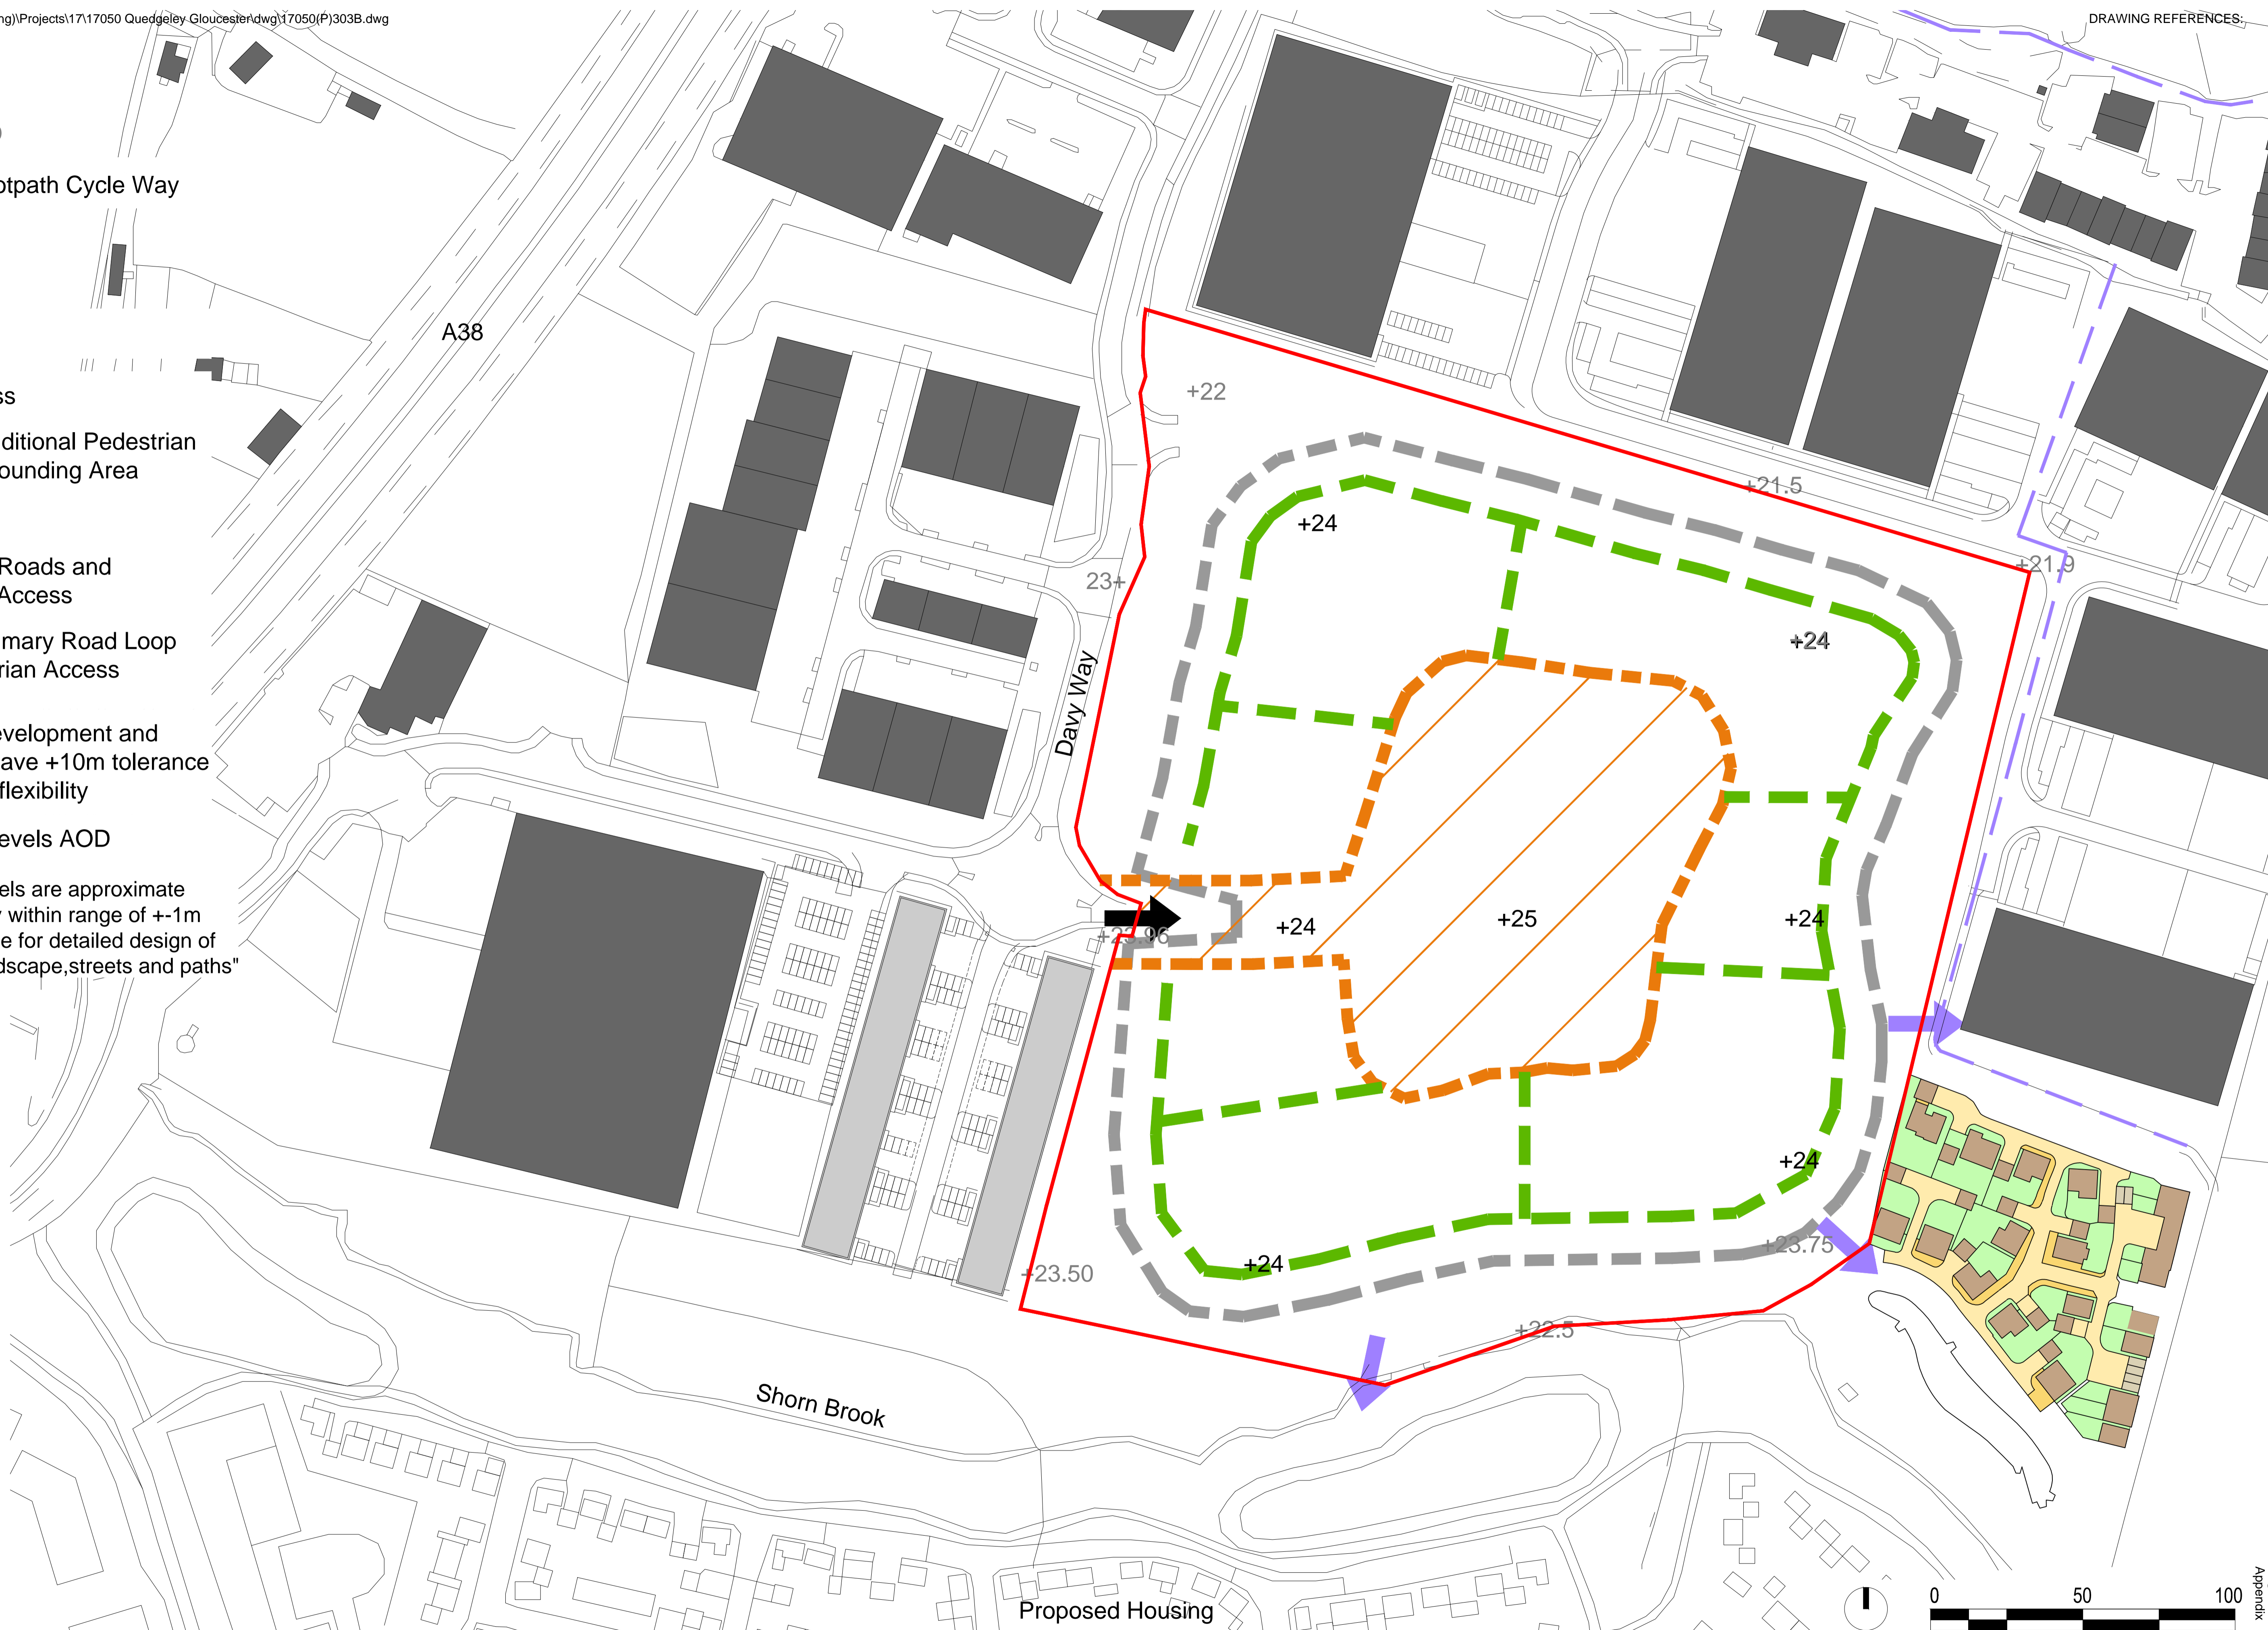 ng)\Projects\17\17050 Quedgeley Gloucester\dwg\17050(P)303B.dwg
DRAWING REFERENCES:
otpath Cycle Way
A38
ss
ditional Pedestrian
ounding Area
Roads and
Access
mary Road Loop
rian Access
evelopment and
ave +10m tolerance
flexibility
evels AOD
els are approximate
y within range of +-1m
e for detailed design of
dscape,streets and paths"
+22
+21.5
+24
+21.9
23+
+24
Davy Way
+24
+25
+24
+23.96
+24
+23.75
+24
+23.50
+22.5
Shorn Brook
Proposed Housing
0 50 100
Appendix